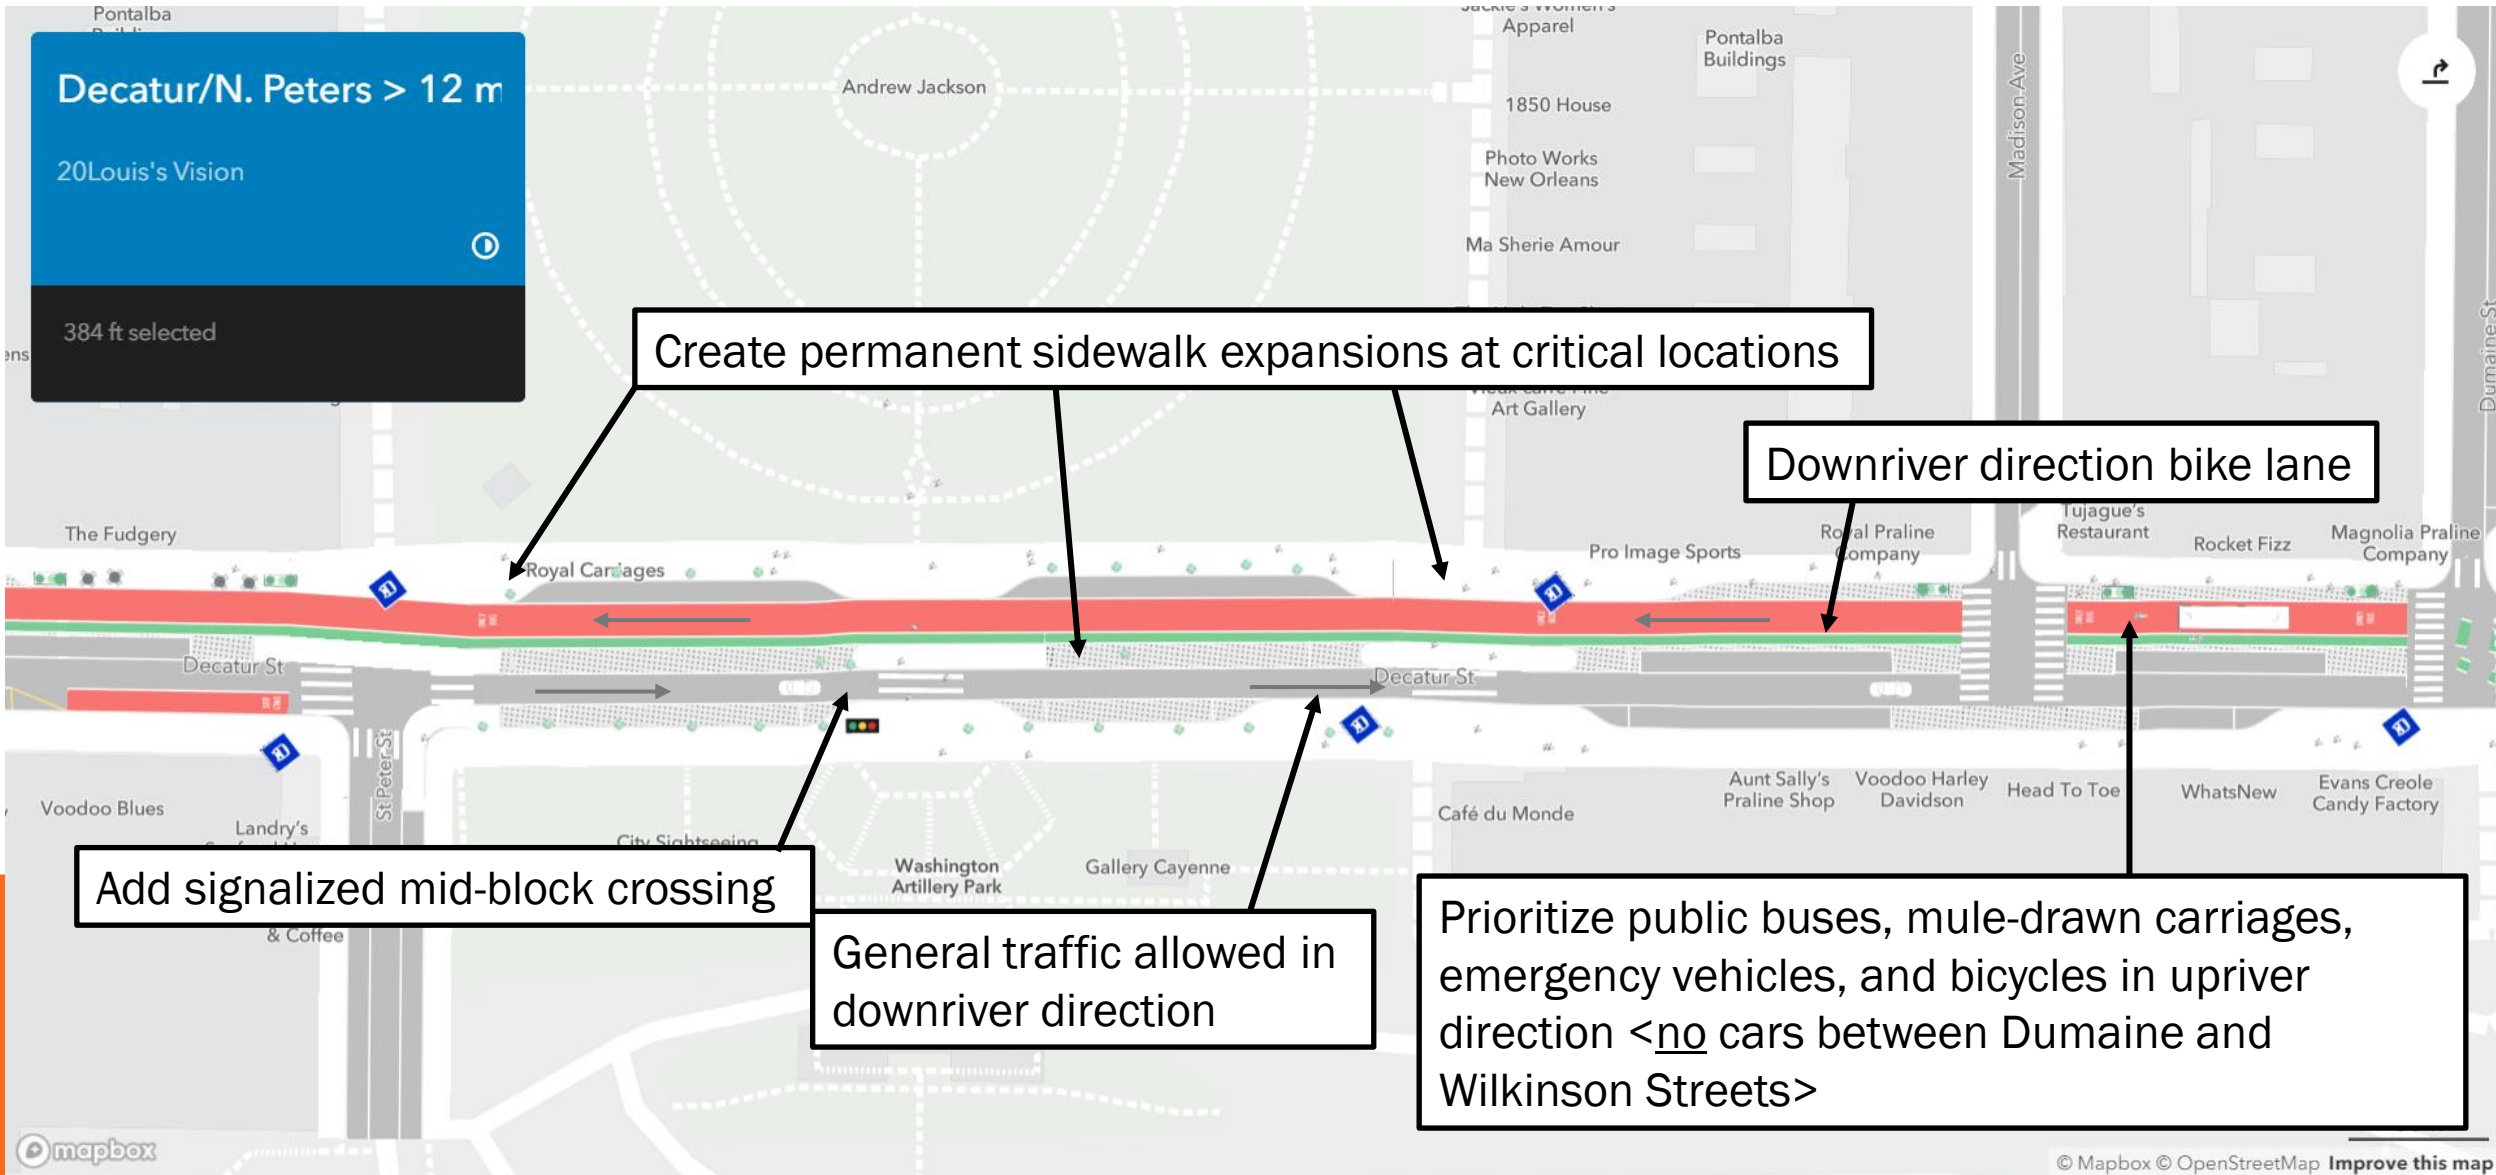 Pontalba
Decatur/N. Peters > 12 m
20Louis's Vision
384 ft selected
Andrew Jackson
Apparel
Pontalba
Buildings
1850 House
Photo Works
New Orleans
Ma Sherie Amour
Art Gallery
Madison Ave
Dumaine St
Create permanent sidewalk expansions at critical locations
Downriver direction bike lane
The Fudgery
Royal Carriages
Pro Image Sports
Royal Praline
Company
Tujague's
Restaurant
Rocket Fizz
Magnolia Praline
Company
Decatur St
Decatur St
St Peter St
Voodoo Blues
Landry's
& Coffee
City Sightseeing
Washington
Artillery Park
Gallery Cayenne
Café du Monde
Aunt Sally's
Praline Shop
Voodoo Harley
Davidson
Head To Toe
WhatsNew
Evans Creole
Candy Factory
Add signalized mid-block crossing
General traffic allowed in
downriver direction
Prioritize public buses, mule-drawn carriages,
emergency vehicles, and bicycles in upriver
direction <no cars between Dumaine and
Wilkinson Streets>
mapbox
© Mapbox © OpenStreetMap Improve this map